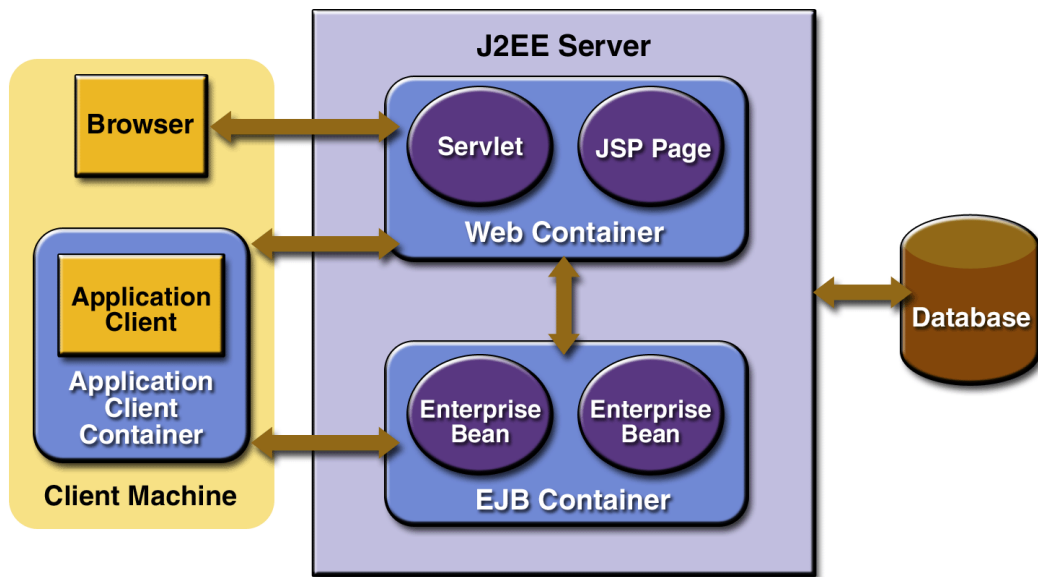 J2EE Server
Browser
Servlet
JSP Page
Web Container
Application
Client
Application
Client
Container
Client Machine
Enterprise
Bean
Enterprise
Bean
EJB Container
Database